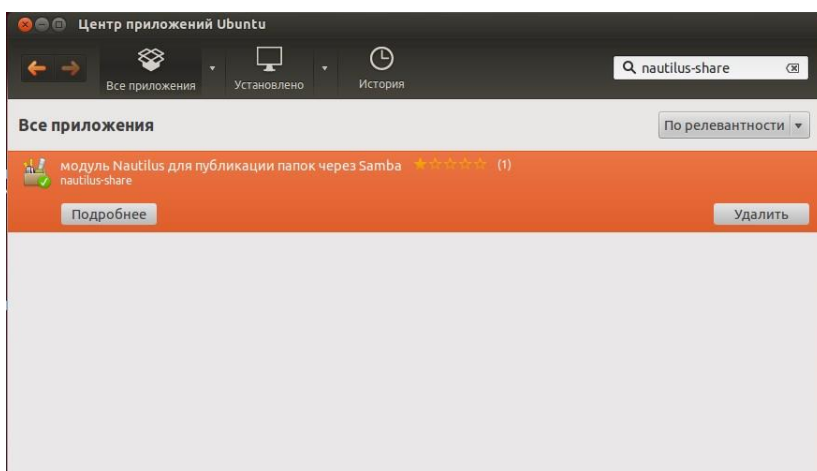 Центр приложений Ubuntu
Все приложения
Установлено
История
nautilus-share
Все приложения
По релевантности
модуль Nautilus для публикации папок через Samba (1)
nautilus-share
Подробнее
Удалить